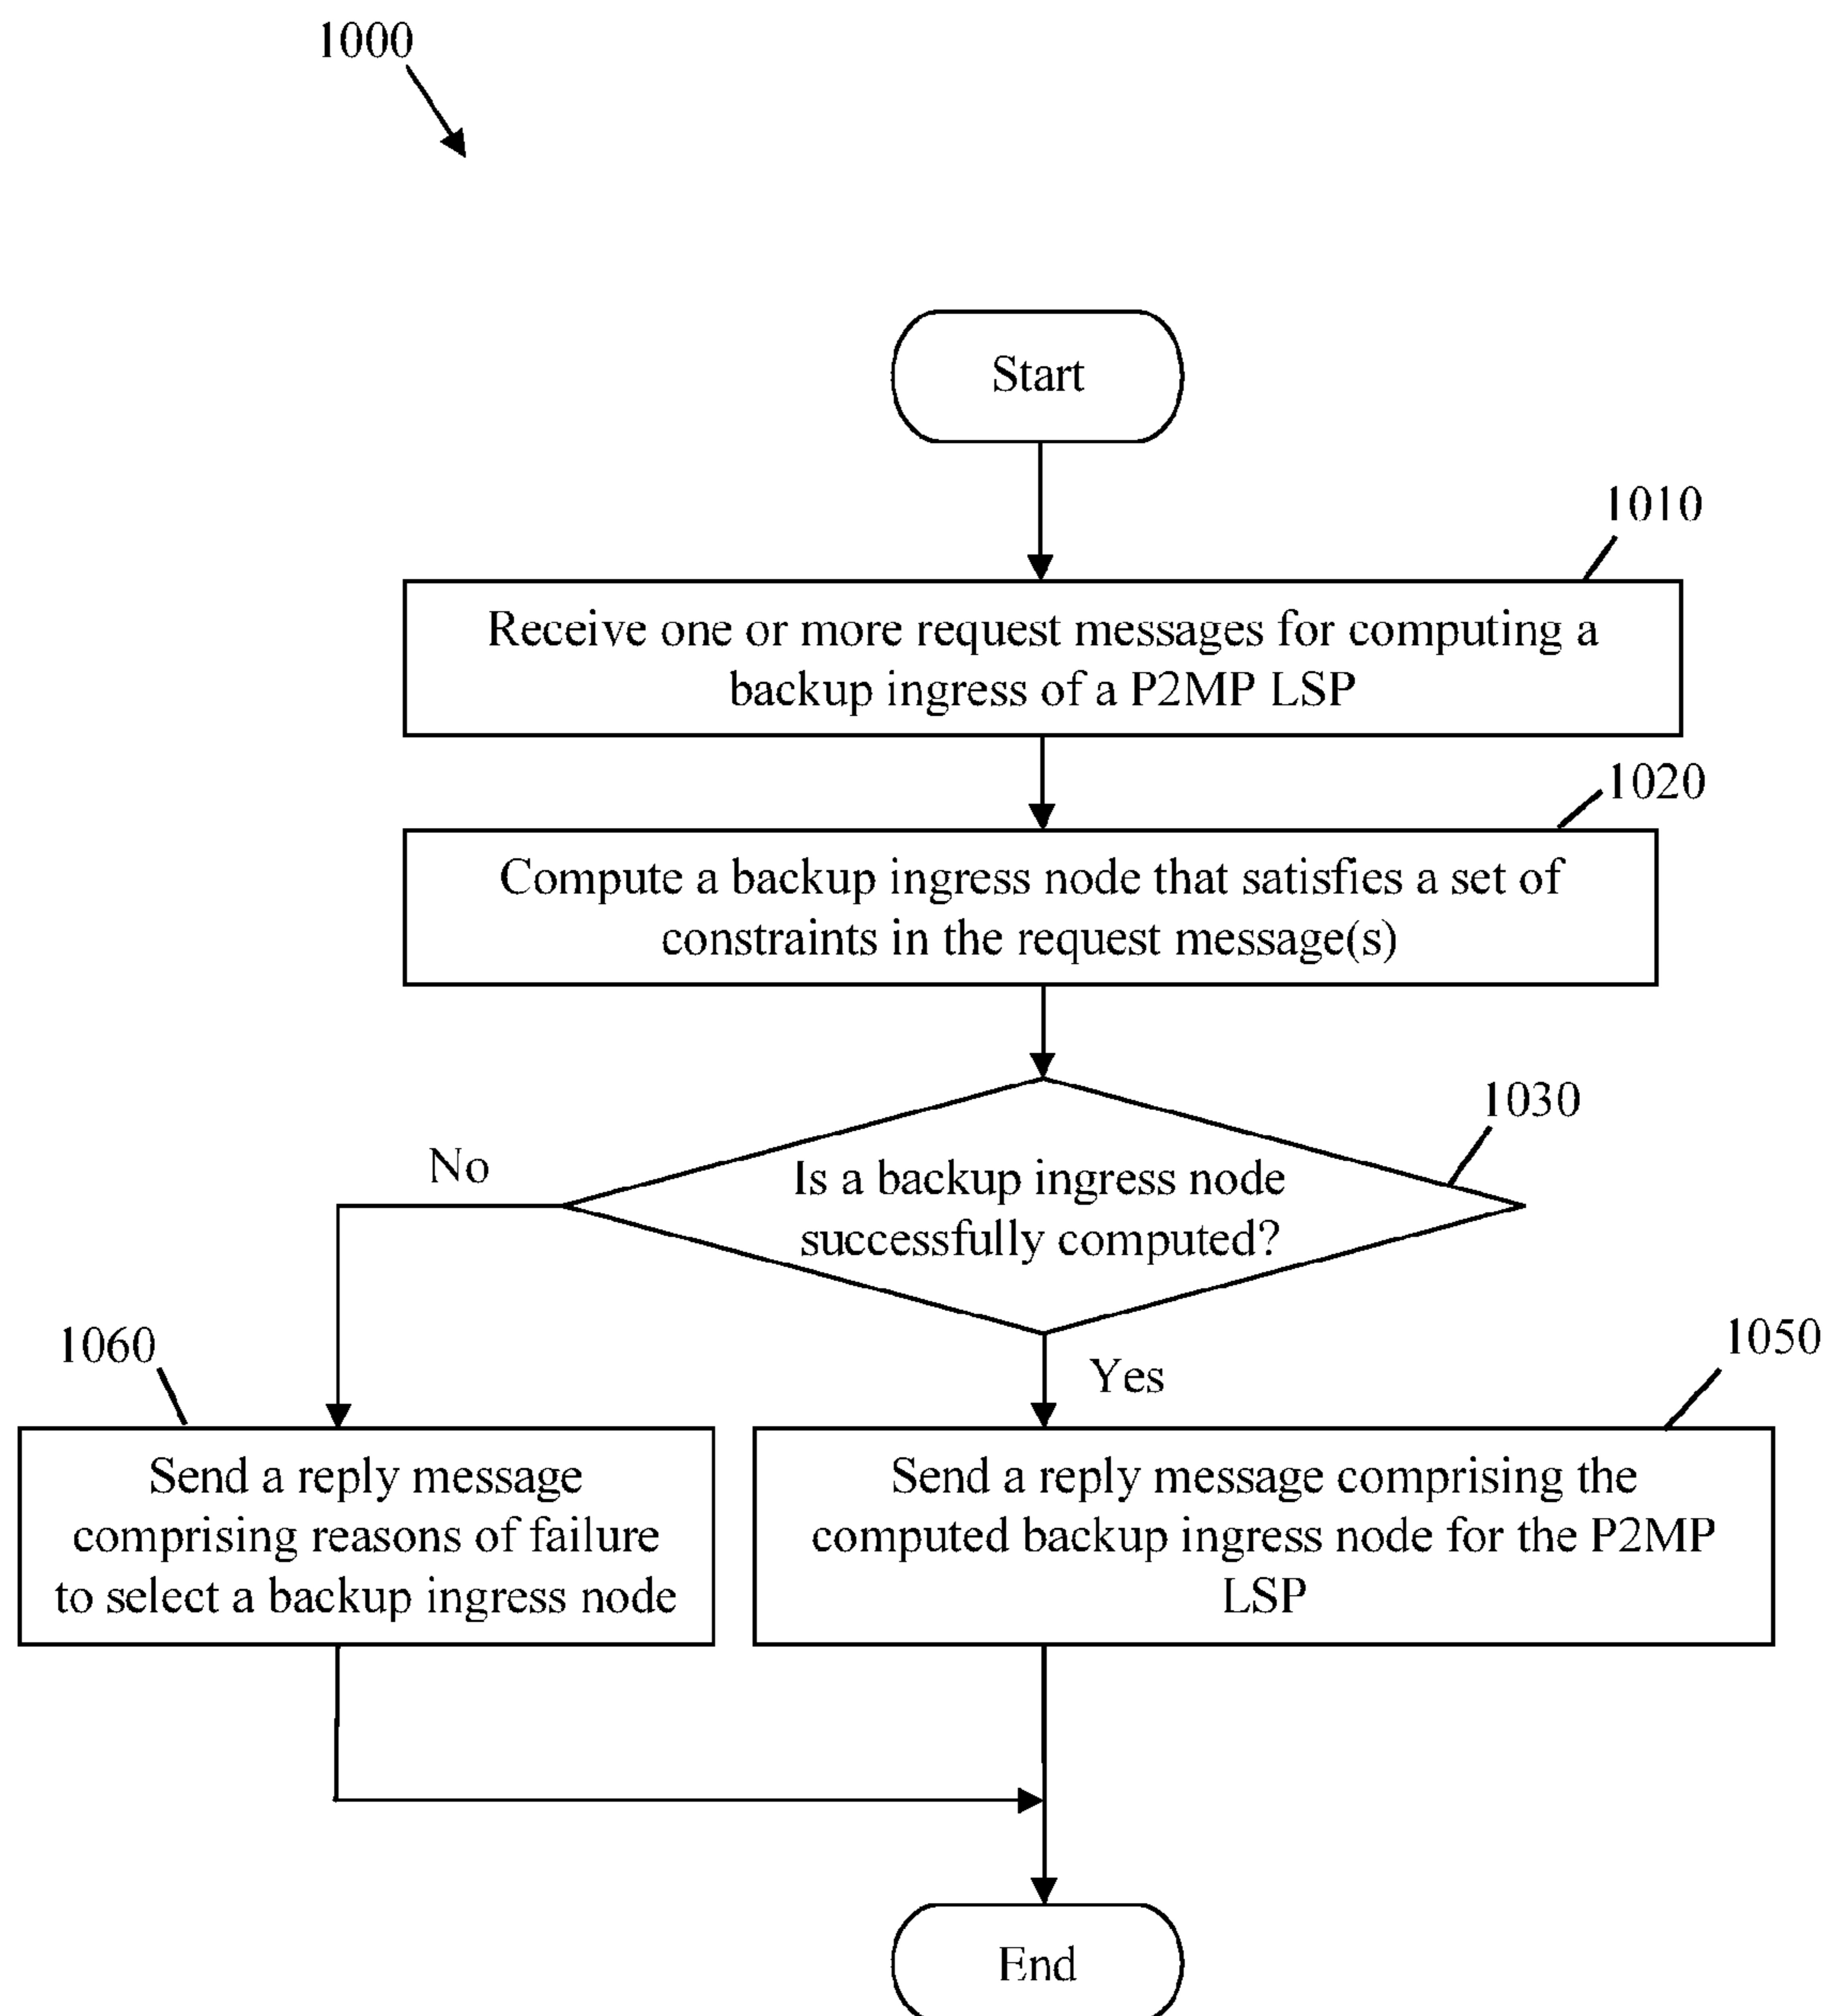 1000
Start
1010
Receive one or more request messages for computing a
backup ingress of a P2MP LSP
1020
Compute a backup ingress node that satisfies a set of
constraints in the request message(s)
1030
No
Is a backup ingress node
successfully computed?
1060
Yes
1050
Send a reply message
comprising reasons of failure
to select a backup ingress node
Send a reply message comprising the
computed backup ingress node for the P2MP
LSP
End